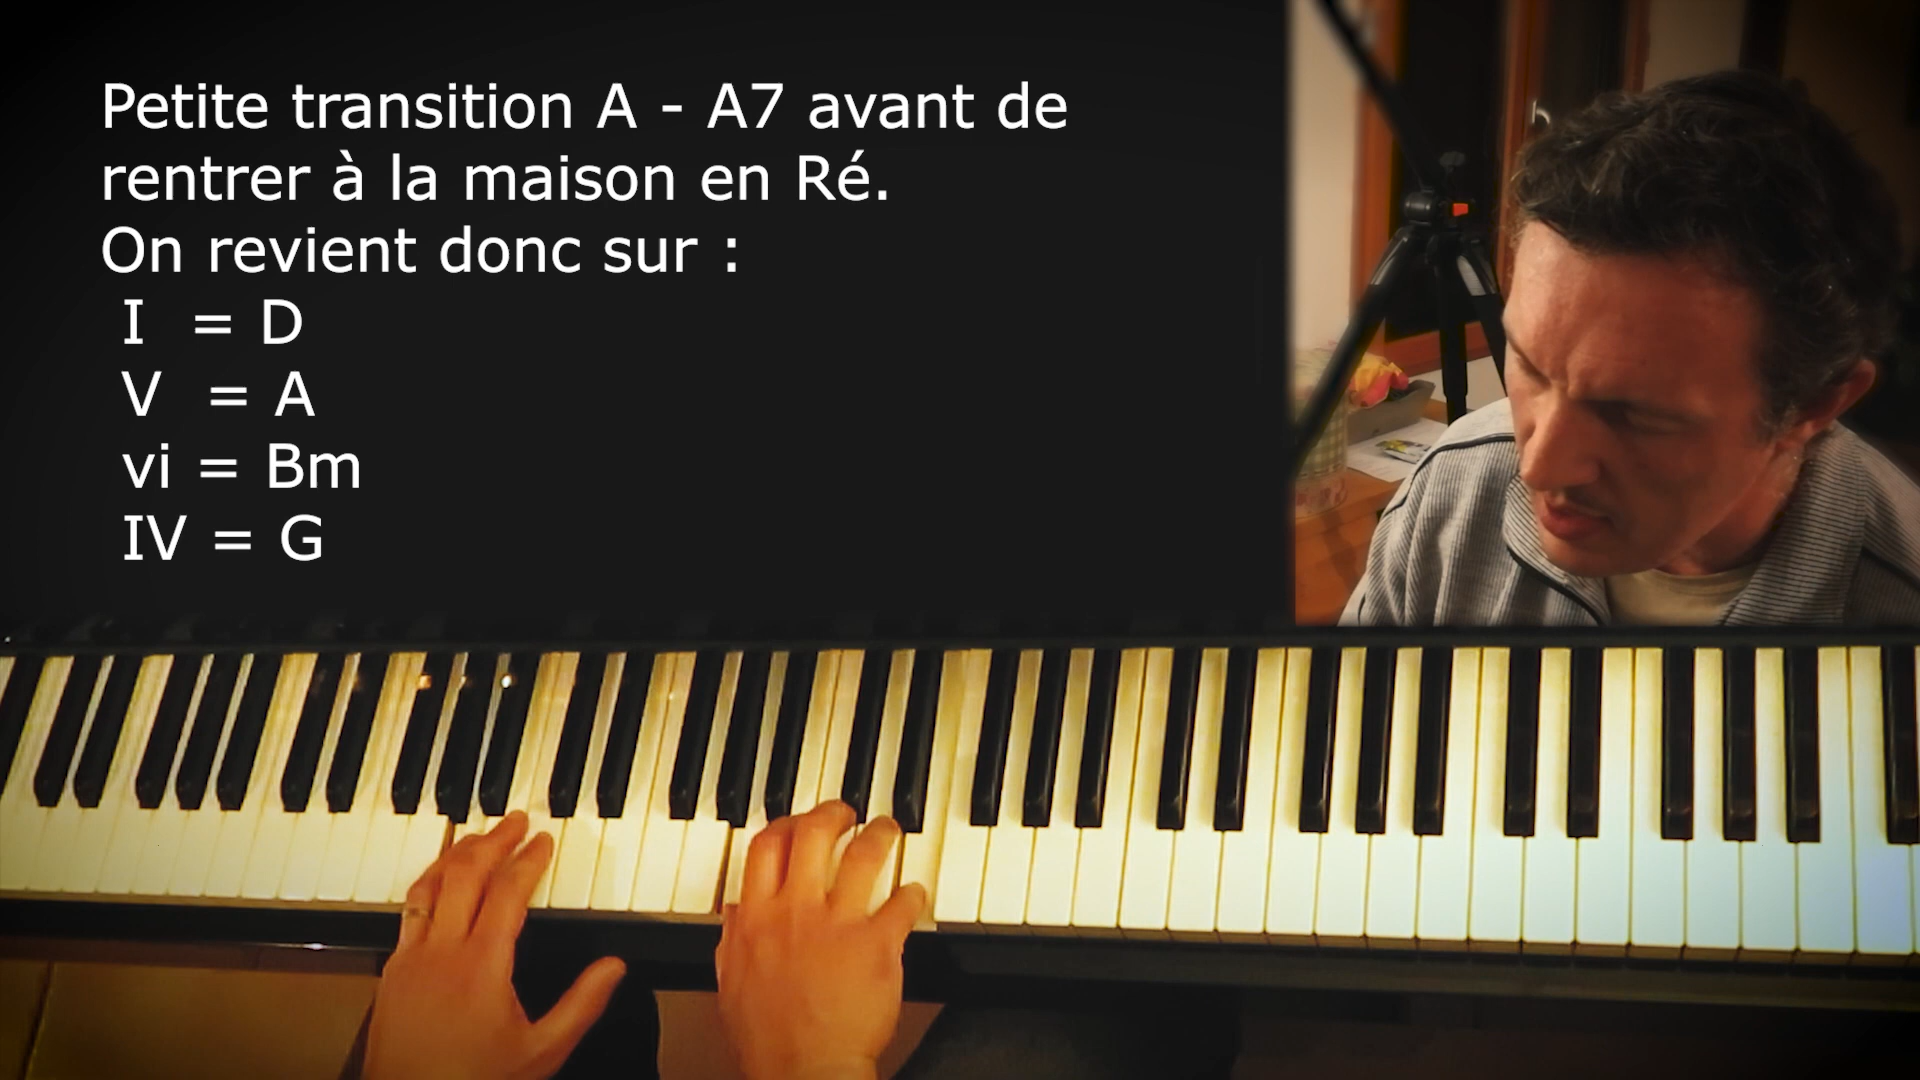 Petite transition A - A7 avant de
rentrer à la maison en Ré.
On revient donc sur :
I = D
V = A
vi = Bm
IV = G